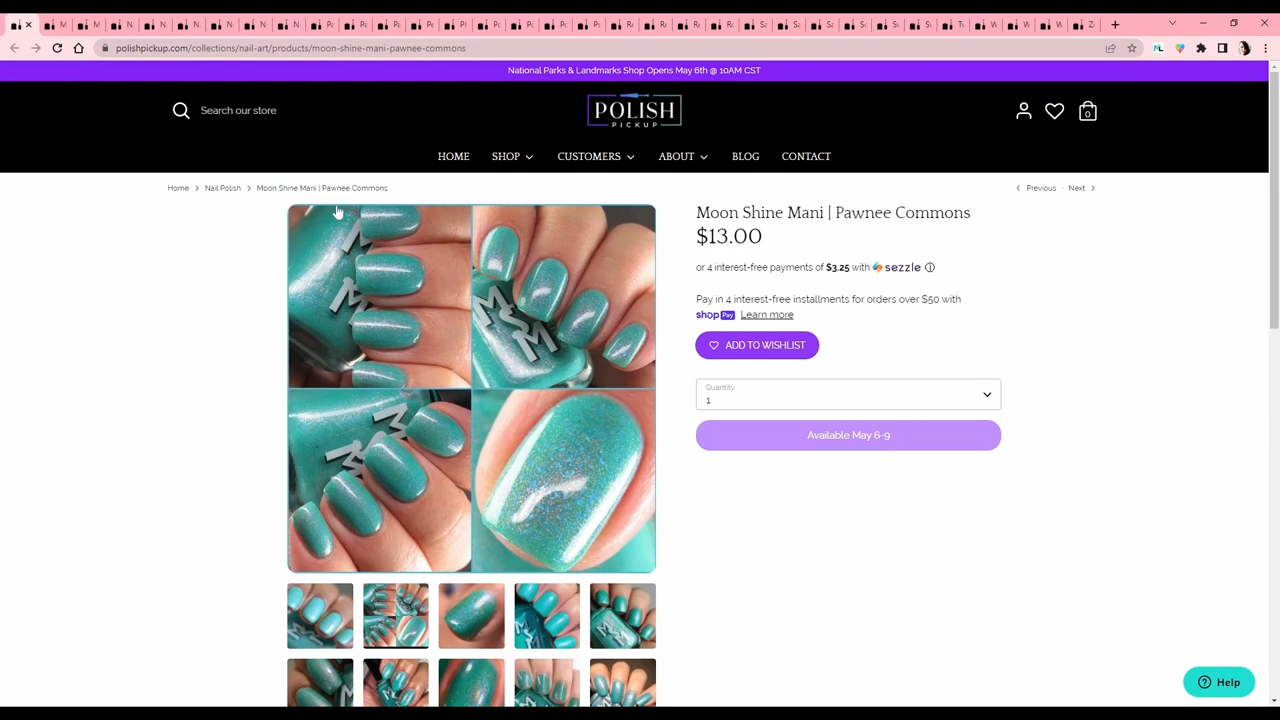 polishpickup.com/collections/nail-art/products/moon-shine-mani-pawnee-commons
National Parks & Landmarks Shop Opens May 6th @ 10AM CST
Search our store
POLISH
PICKUP
0
HOME SHOP CUSTOMERS ABOUT BLOG CONTACT
Home > Nail Polish > Moon Shine Mani | Pawnee Commons
< Previous · Next >
Moon Shine Mani | Pawnee Commons
$13.00
or 4 interest-free payments of $3.25 with sezzle
Pay in 4 interest-free installments for orders over $50 with
shop Pay Learn more
ADD TO WISHLIST
Quantity
1
Available May 6-9
Help